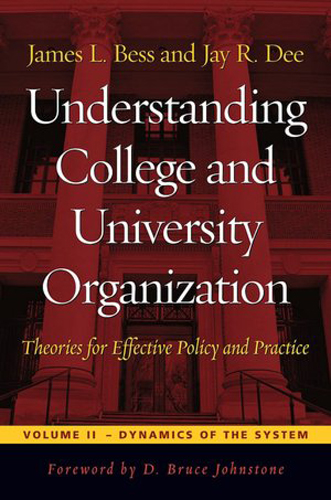 James L. Bess and Jay R. Dee
Understanding
College and
University
Organization
Theories for Effective Policy and Practice
VOLUME II – DYNAMICS OF THE SYSTEM
Foreword by D. Bruce Johnstone